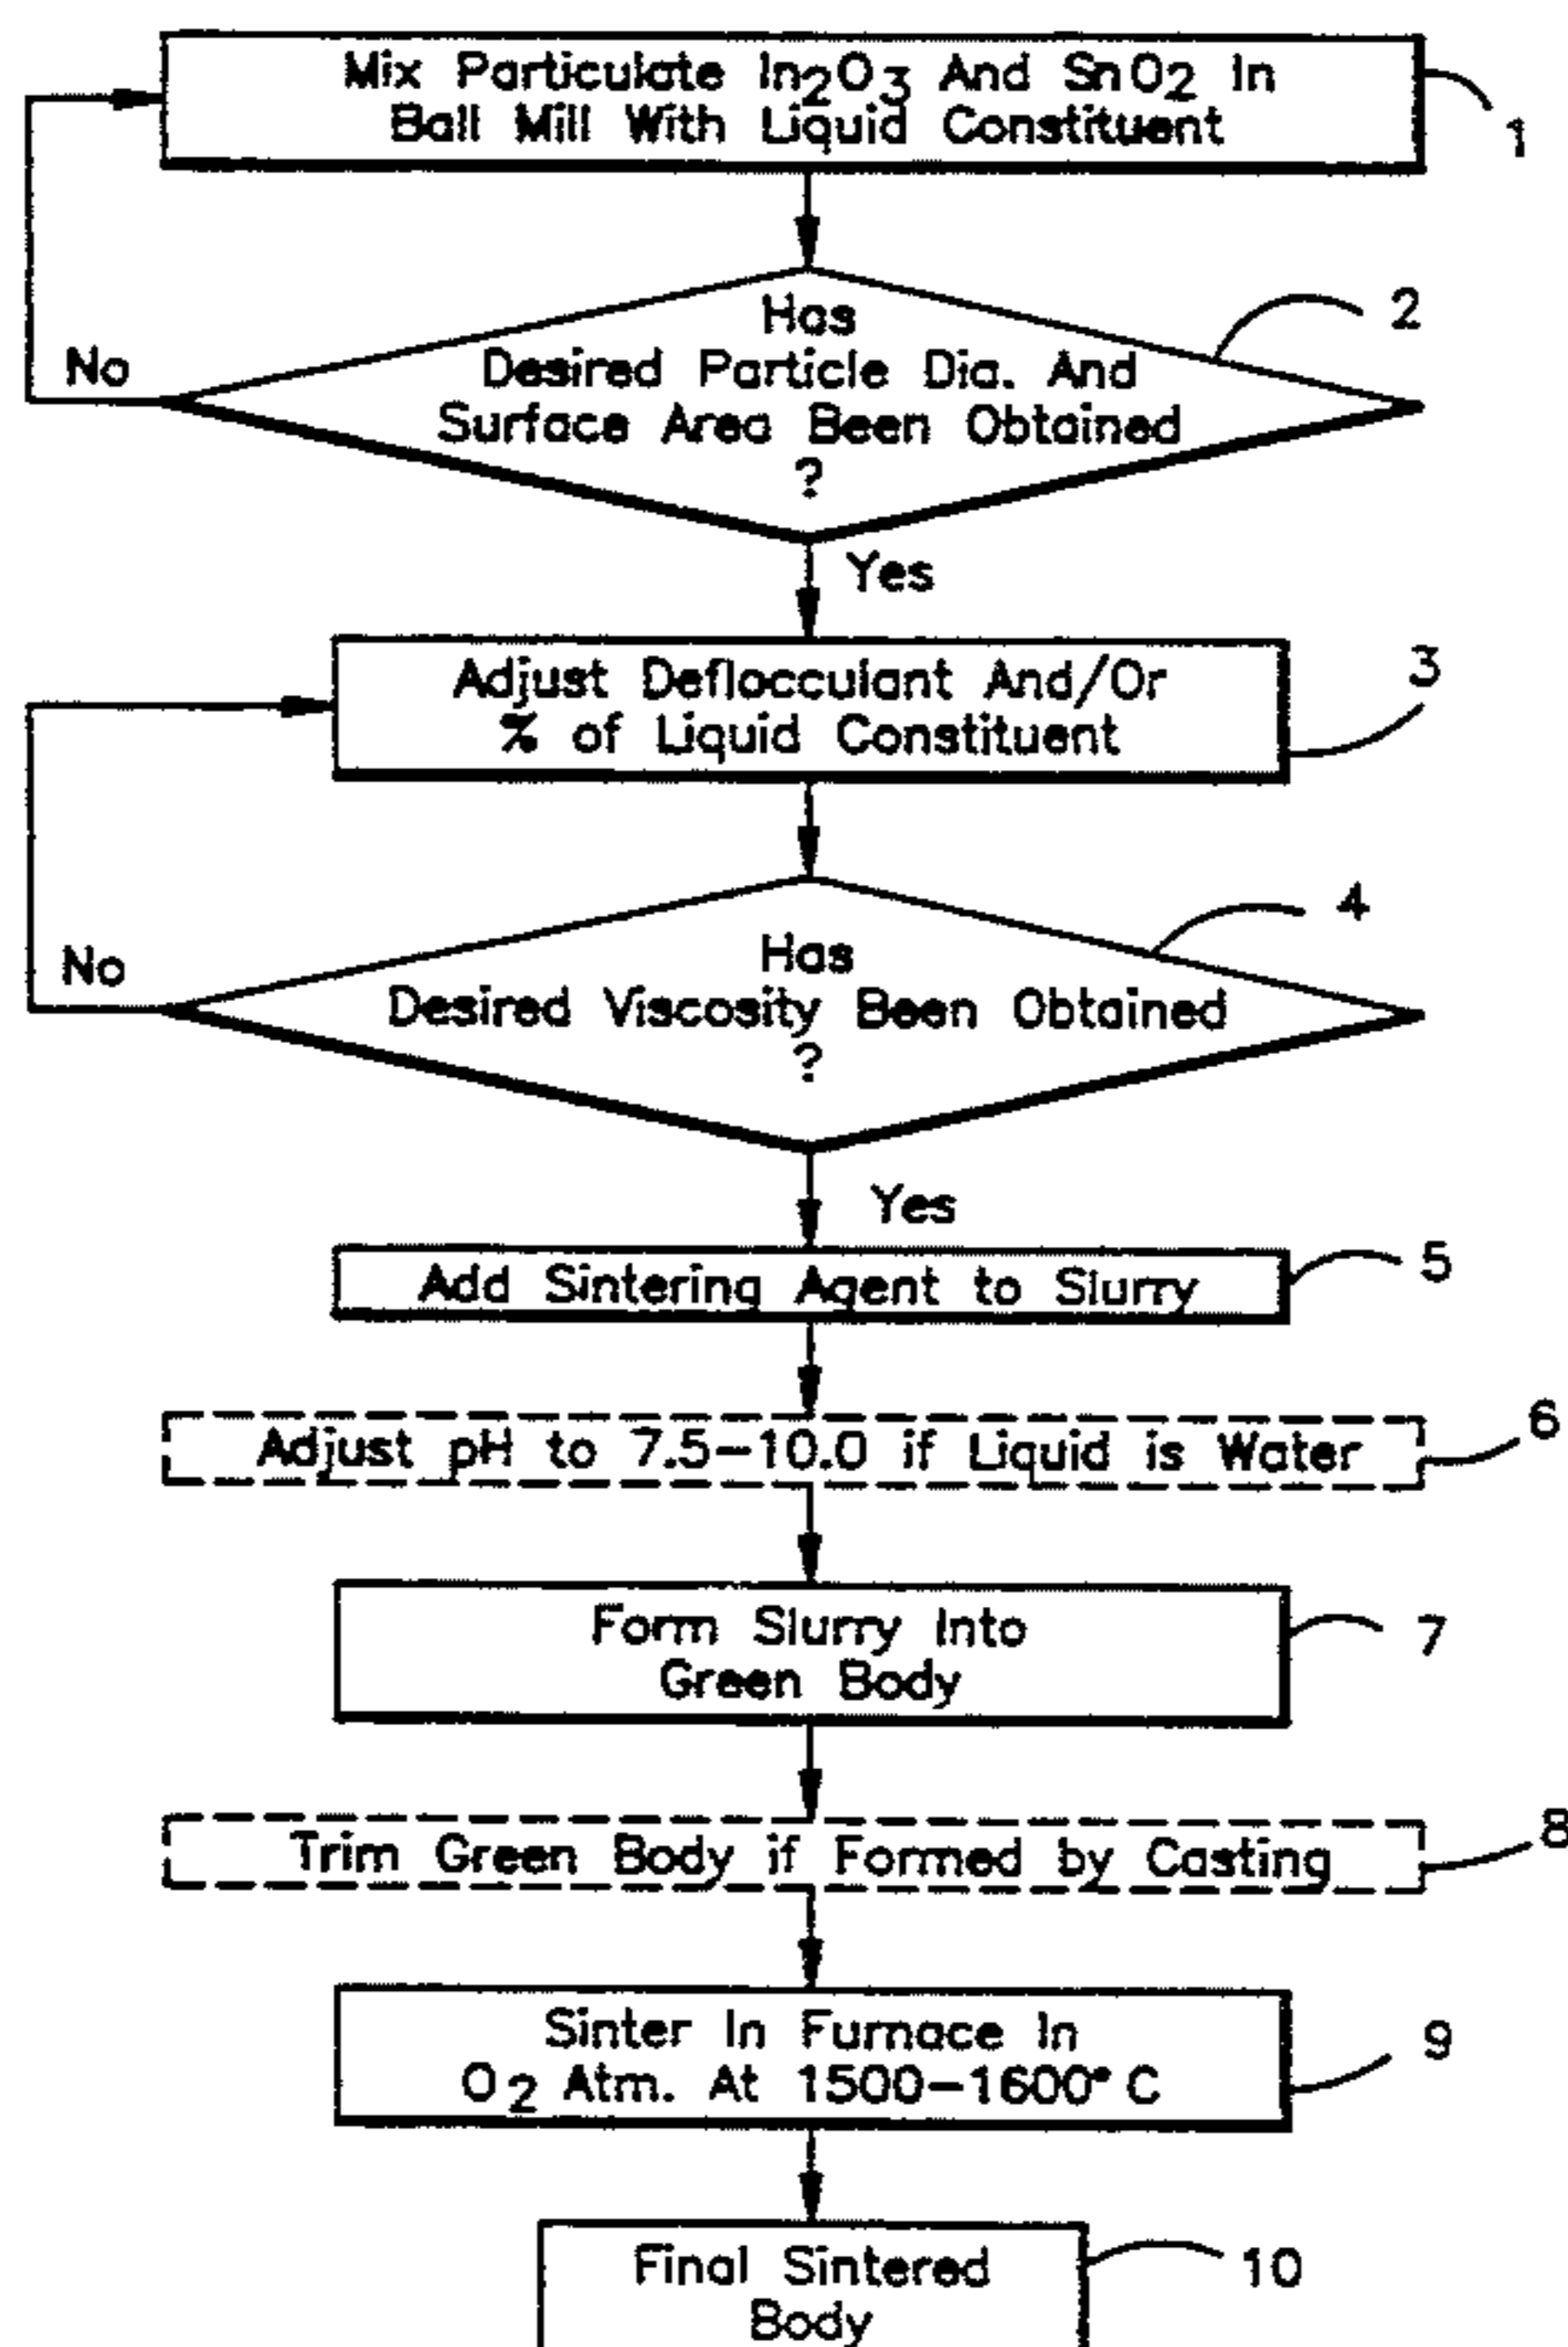 Mix Particulate In₂O₃ And SnO₂ In
Ball Mill With Liquid Constituent
1
Has
Desired Particle Dia. And
Surface Area Been Obtained
?
2
No
Yes
Adjust Deflocculant And/Or
% of Liquid Constituent
3
Has
Desired Viscosity Been Obtained
?
4
No
Yes
Add Sintering Agent to Slurry
5
Adjust pH to 7.5-10.0 if Liquid is Water
6
Form Slurry Into
Green Body
7
Trim Green Body if Formed by Casting
8
Sinter In Furnace In
O₂ Atm. At 1500-1600° C
9
Final Sintered
Body
10